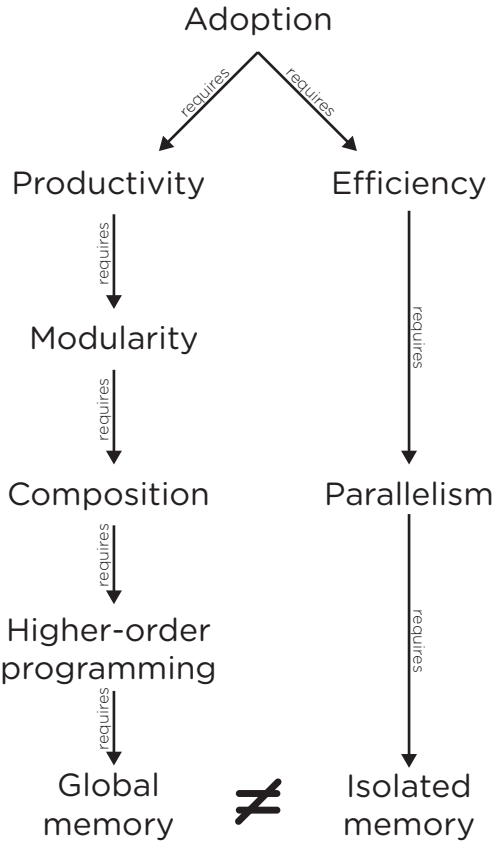 Adoption
requires
requires
Productivity
Efficiency
requires
Modularity
requires
requires
Composition
Parallelism
requires
Higher-order
programming
requires
requires
Global
memory
≠
Isolated
memory